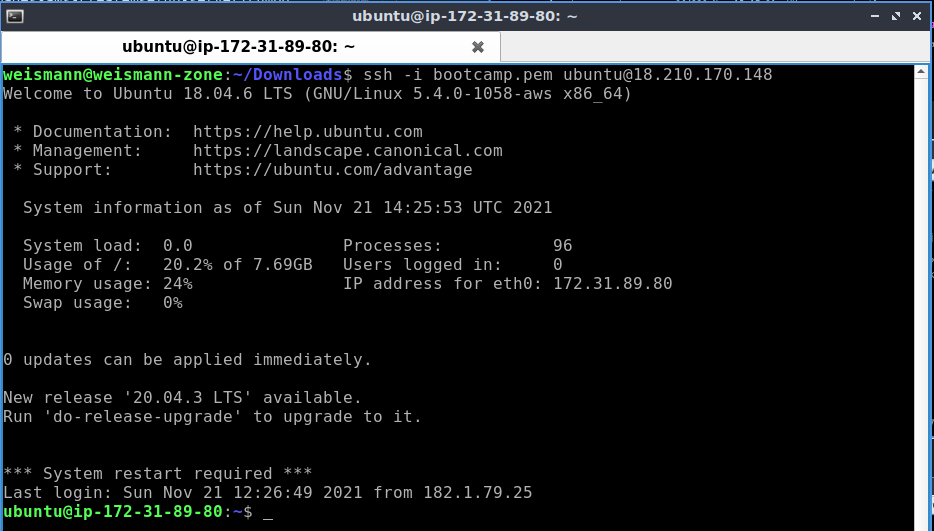 ubuntu@ip-172-31-89-80: ~
ubuntu@ip-172-31-89-80: ~
weismann@weismann-zone:~/Downloads$ ssh -i bootcamp.pem ubuntu@18.210.170.148
Welcome to Ubuntu 18.04.6 LTS (GNU/Linux 5.4.0-1058-aws x86_64)
* Documentation:  https://help.ubuntu.com
* Management:     https://landscape.canonical.com
* Support:        https://ubuntu.com/advantage
System information as of Sun Nov 21 14:25:53 UTC 2021
System load:  0.0               Processes:           96
Usage of /:   20.2% of 7.69GB   Users logged in:     0
Memory usage: 24%               IP address for eth0: 172.31.89.80
Swap usage:   0%
0 updates can be applied immediately.
New release '20.04.3 LTS' available.
Run 'do-release-upgrade' to upgrade to it.
*** System restart required ***
Last login: Sun Nov 21 12:26:49 2021 from 182.1.79.25
ubuntu@ip-172-31-89-80:~$ _